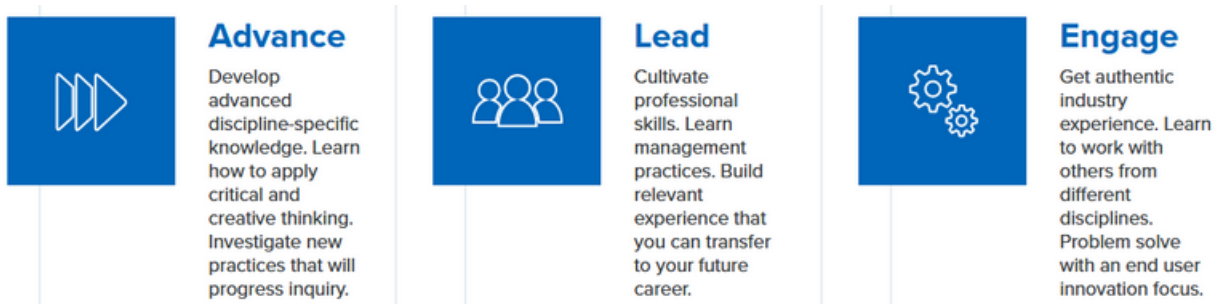 Advance
Develop
advanced
discipline-specific
knowledge. Learn
how to apply
critical and
creative thinking.
Investigate new
practices that will
progress inquiry.
Lead
Cultivate
professional
skills. Learn
management
practices. Build
relevant
experience that
you can transfer
to your future
career.
Engage
Get authentic
industry
experience. Learn
to work with
others from
different
disciplines.
Problem solve
with an end user
innovation focus.